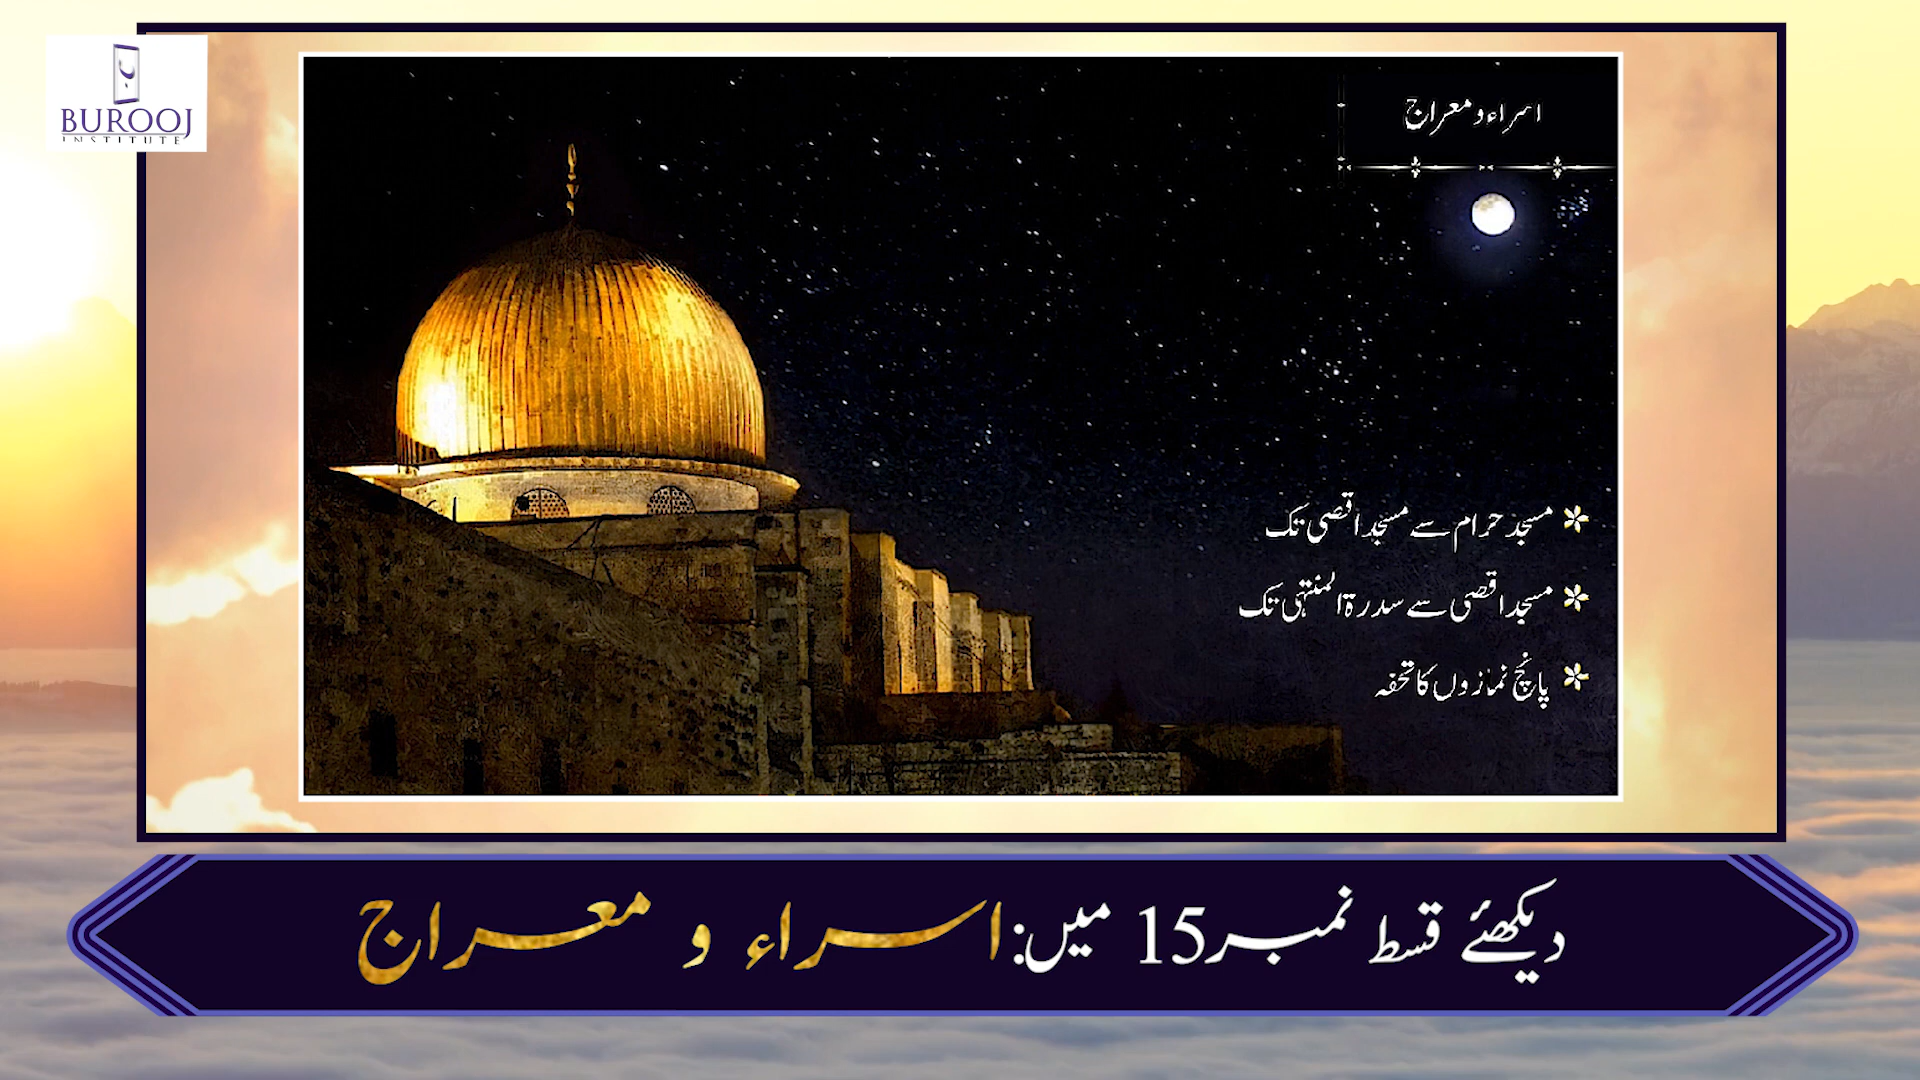 BUROOJ
INSTITUTE
اسراء و معراج
مسجد حرام سے مسجد اقصی تک
مسجد اقصی سے سدرۃ المنتہی تک
پانچ نمازوں کا تحفہ
دیکھئے قسط نمبر 15 میں: اسراء و معراج